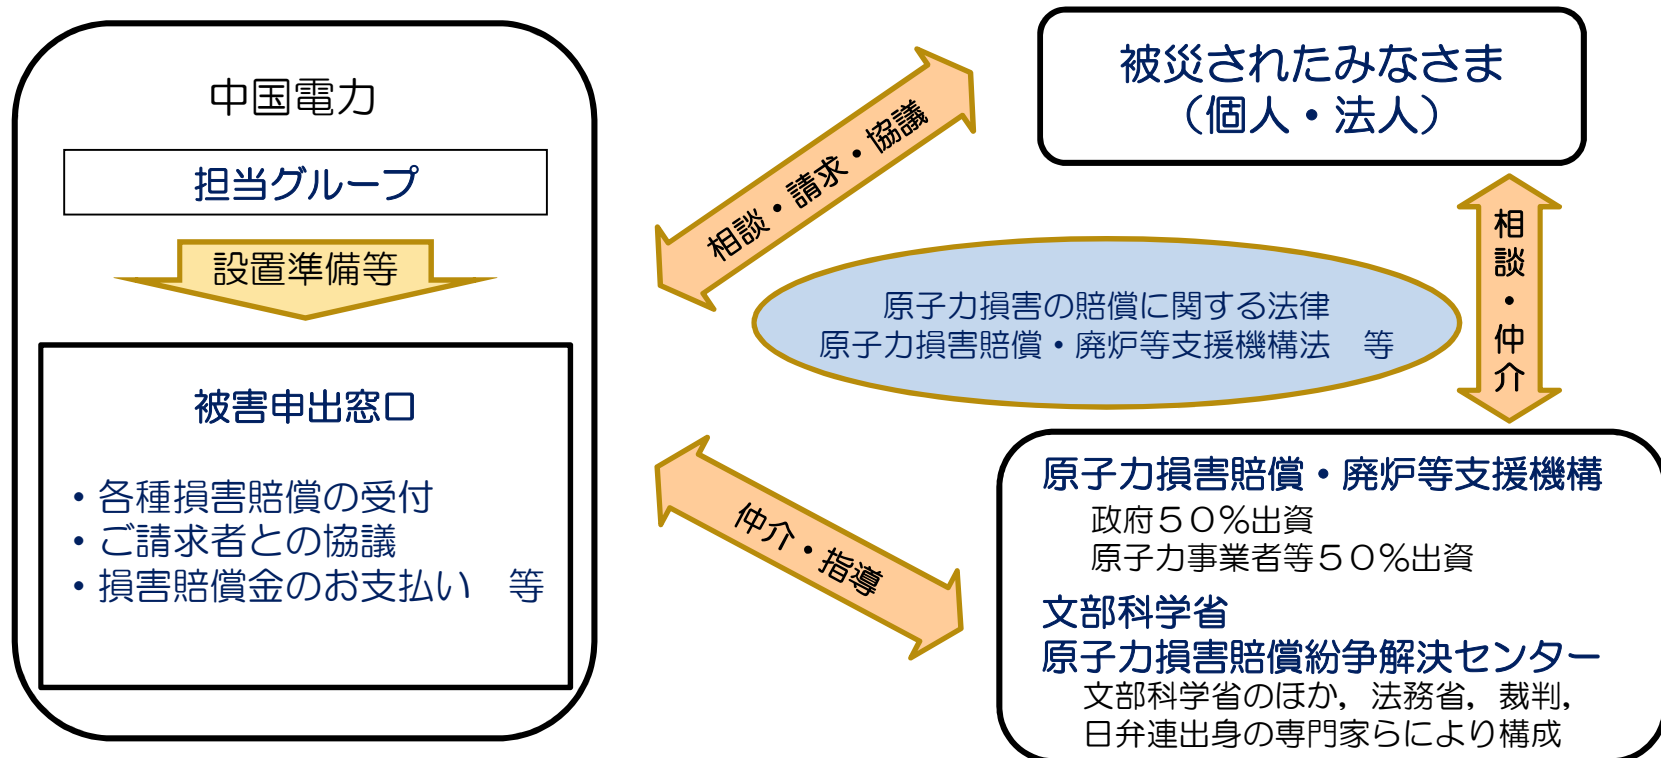 中国電力
担当グループ
設置準備等
被害申出窓口
・各種損害賠償の受付
・ご請求者との協議
・損害賠償金のお支払い　等
相談・請求・協議
被災されたみなさま
（個人・法人）
原子力損害の賠償に関する法律
原子力損害賠償・廃炉等支援機構法　等
相談・仲介
仲介・指導
原子力損害賠償・廃炉等支援機構
政府５０％出資
原子力事業者等５０％出資
文部科学省
原子力損害賠償紛争解決センター
文部科学省のほか，法務省，裁判，
日弁連出身の専門家らにより構成